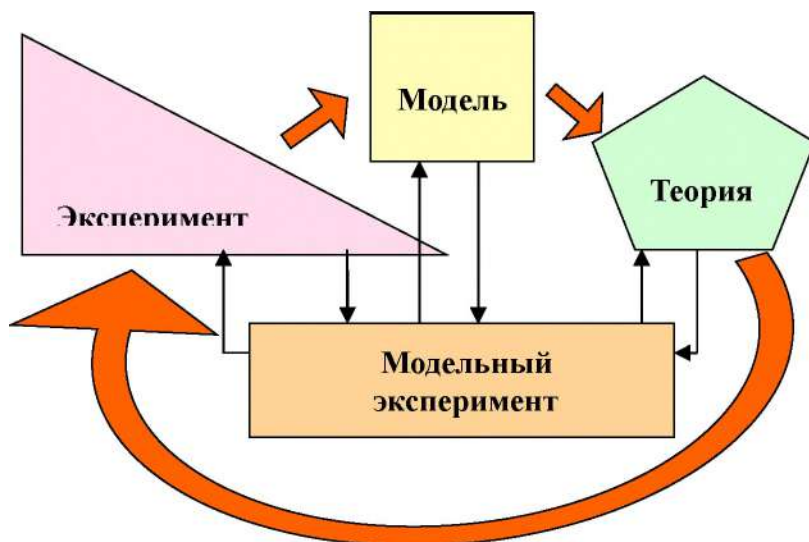 Модель
Эксперимент
Теория
Модельный
эксперимент